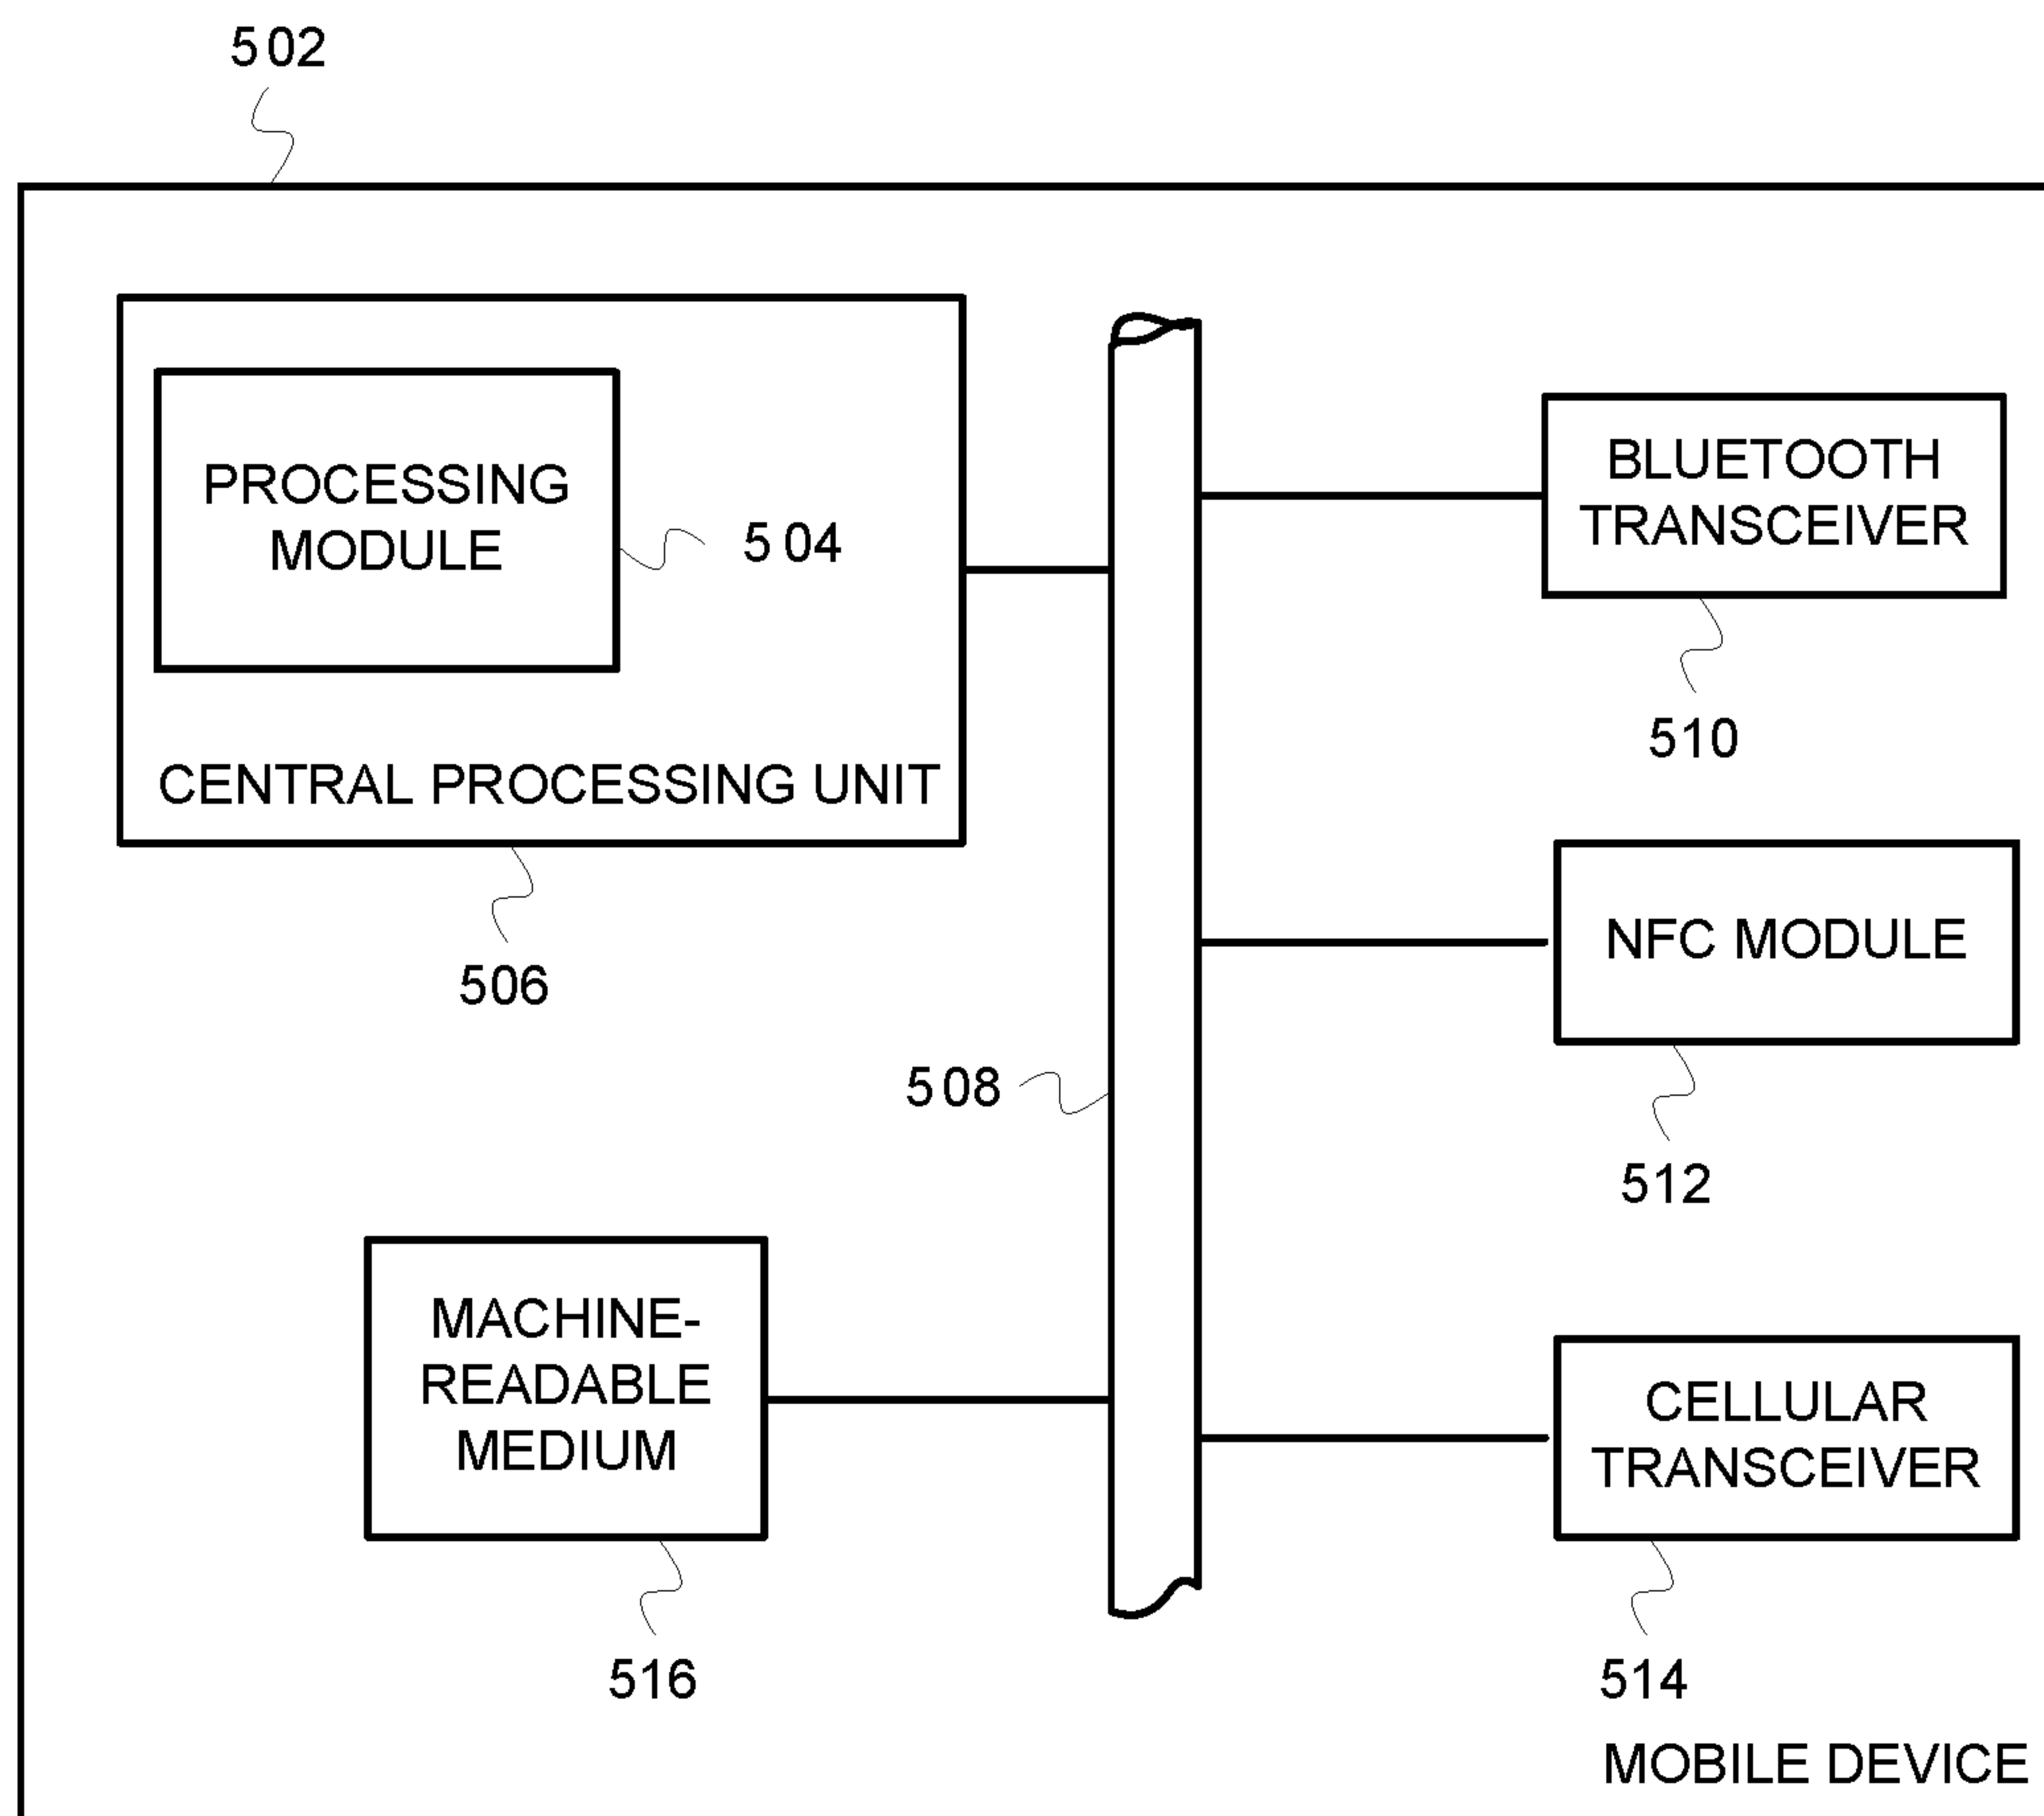 502
PROCESSING
MODULE
504
CENTRAL PROCESSING UNIT
506
BLUETOOTH
TRANSCEIVER
510
NFC MODULE
512
508
MACHINE-
READABLE
MEDIUM
516
CELLULAR
TRANSCEIVER
514
MOBILE DEVICE